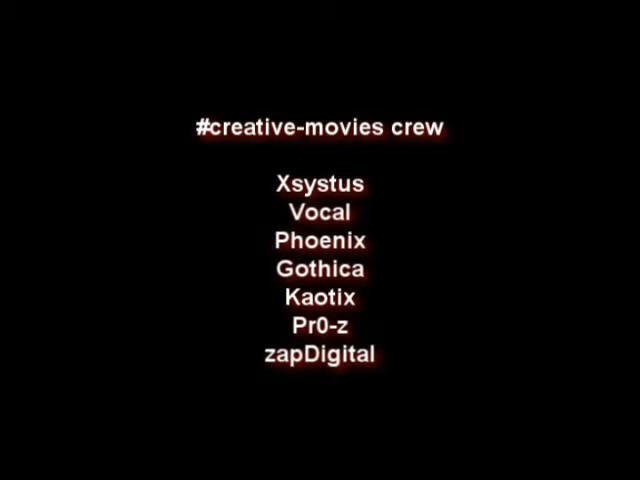 #creative-movies crew
Xsystus
Vocal
Phoenix
Gothica
Kaotix
Pr0-z
zapDigital